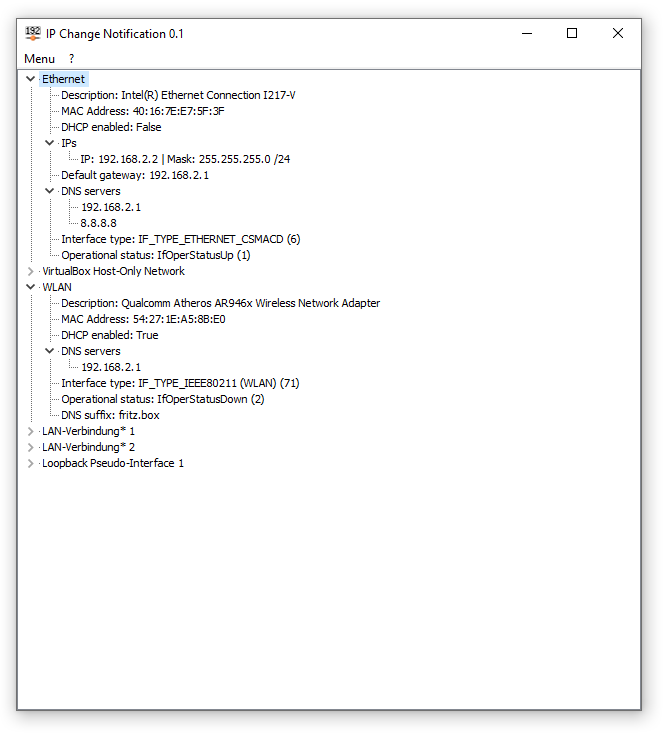 192
IP Change Notification 0.1
Menu ?
Ethernet
Description: Intel(R) Ethernet Connection I217-V
MAC Address: 40:16:7E:E7:5F:3F
DHCP enabled: False
IPs
IP: 192.168.2.2 | Mask: 255.255.255.0 /24
Default gateway: 192.168.2.1
DNS servers
192.168.2.1
8.8.8.8
Interface type: IF_TYPE_ETHERNET_CSMACD (6)
Operational status: IfOperStatusUp (1)
VirtualBox Host-Only Network
WLAN
Description: Qualcomm Atheros AR946x Wireless Network Adapter
MAC Address: 54:27:1E:A5:8B:E0
DHCP enabled: True
DNS servers
192.168.2.1
Interface type: IF_TYPE_IEEE80211 (WLAN) (71)
Operational status: IfOperStatusDown (2)
DNS suffix: fritz.box
LAN-Verbindung* 1
LAN-Verbindung* 2
Loopback Pseudo-Interface 1